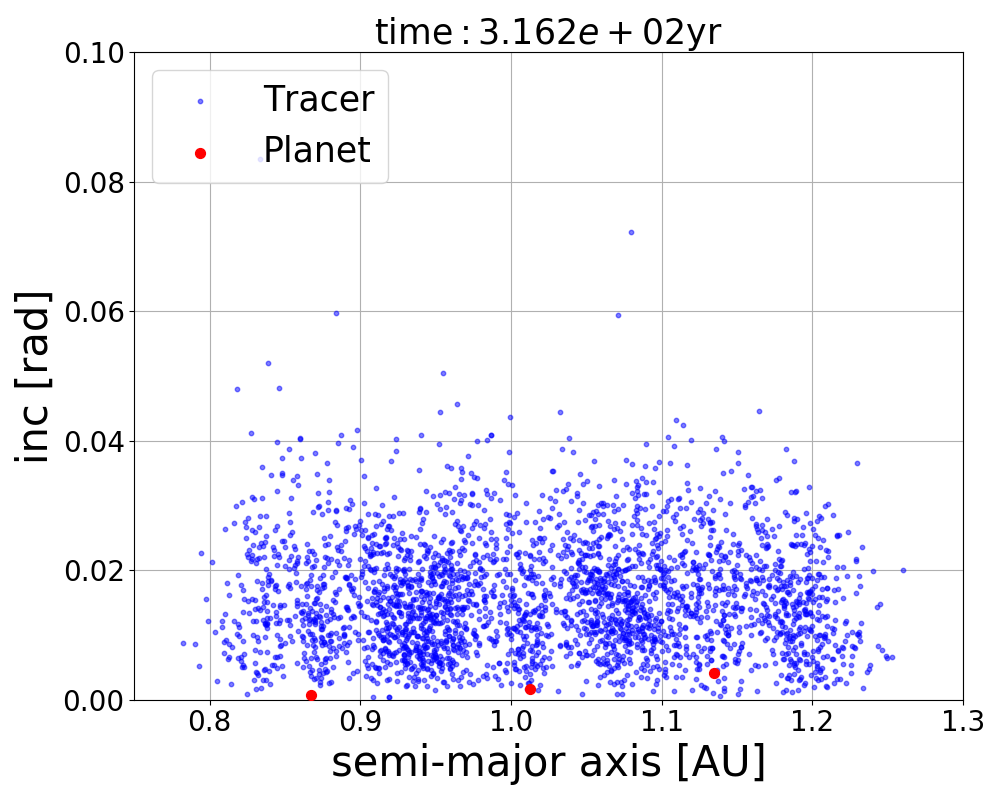 time : 3.162e + 02yr
0.10
Tracer
Planet
0.08
0.06
0.04
0.02
0.00
inc [rad]
0.8 0.9 1.0 1.1 1.2 1.3
semi-major axis [AU]